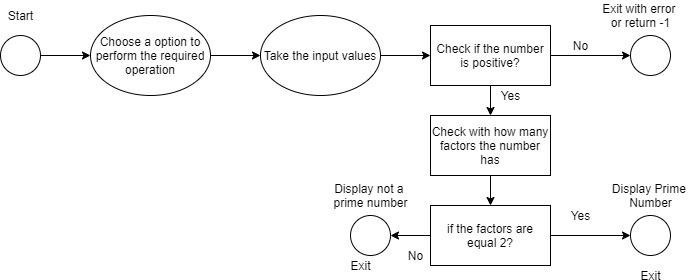 Start
Choose a option to
perform the required
operation
Take the input values
Check if the number
is positive?
No
Exit with error
or return -1
Yes
Check with how many
factors the number
has
if the factors are
equal 2?
No
Display not a
prime number
Exit
Yes
Display Prime
Number
Exit